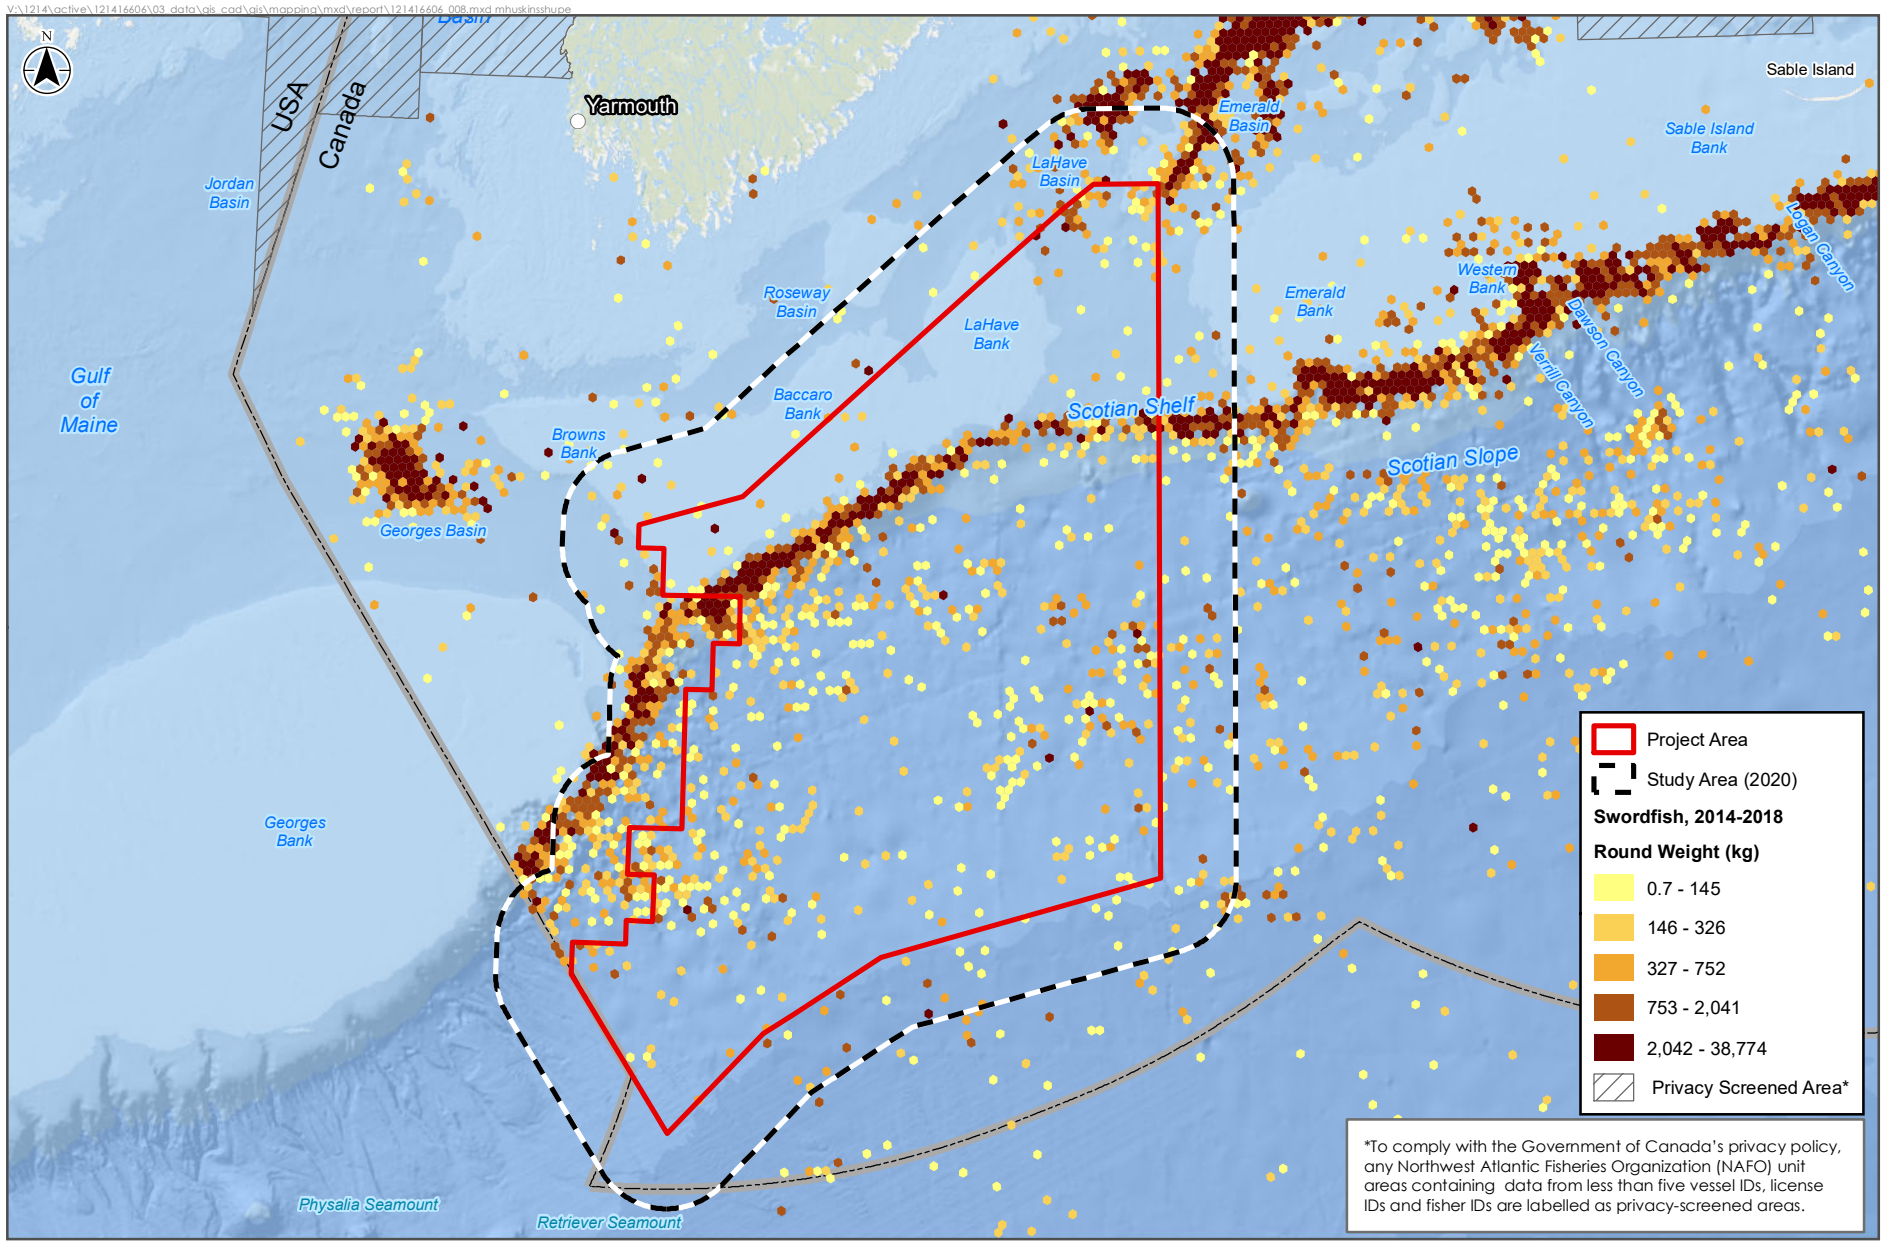 V:\1214\active\121416606\03_data\gis_cad\gis\mapping\mxd\report\121416606_008.mxd mhuskinsshupe
N
Basin
USA
Canada
Yarmouth
Sable Island
Emerald
Basin
Sable Island
Bank
LaHave
Basin
Jordan
Basin
Logan Canyon
Roseway
Basin
Western
Bank
Emerald
Bank
LaHave
Bank
Dawson Canyon
Verrill Canyon
Gulf
of
Maine
Baccaro
Bank
Scotian Shelf
Browns
Bank
Scotian Slope
Georges Basin
Georges
Bank
Physalia Seamount
Retriever Seamount
Project Area
Study Area (2020)
Swordfish, 2014-2018
Round Weight (kg)
0.7 - 145
146 - 326
327 - 752
753 - 2,041
2,042 - 38,774
Privacy Screened Area*
*To comply with the Government of Canada's privacy policy,
any Northwest Atlantic Fisheries Organization (NAFO) unit
areas containing data from less than five vessel IDs, license
IDs and fisher IDs are labelled as privacy-screened areas.